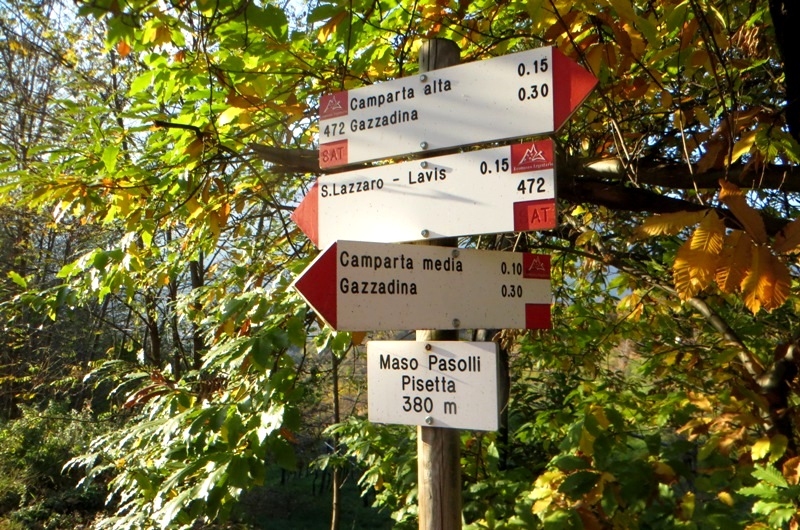 Camparta alta 0.15
472 Gazzadina 0.30
SAT
S.Lazzaro - Lavis 0.15
472
AT
Camparta media 0.10
Gazzadina 0.30
Maso Pasolli
Pisetta
380 m